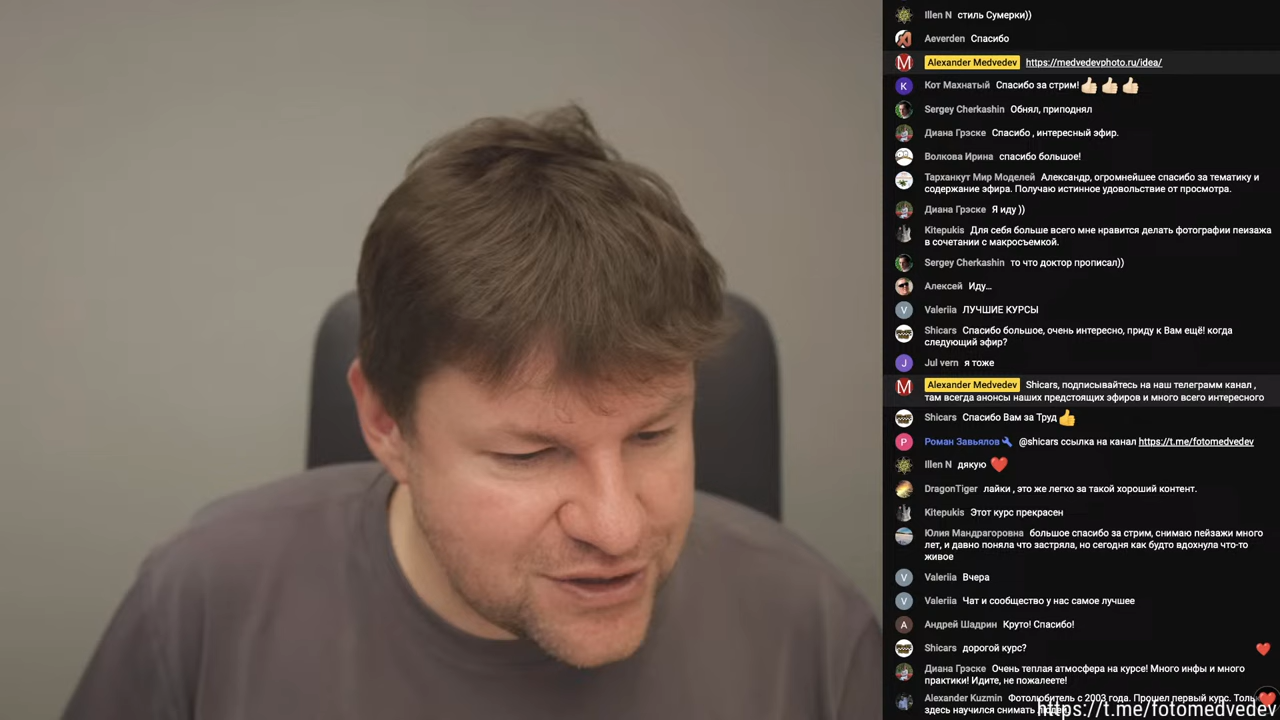 Illen N стиль Сумерки))
Aeverden Спасибо
M Alexander Medvedev https://medvedevphoto.ru/idea/
К Кот Махнатый Спасибо за стрим!👍🏻👍🏻👍🏻
Sergey Cherkashin Обнял, приподнял
Диана Грэске Спасибо , интересный эфир.
Волкова Ирина спасибо большое!
Тарханкут Мир Моделей Александр, огромнейшее спасибо за тематику и
содержание эфира. Получаю истинное удовольствие от просмотра.
Диана Грэске Я иду ))
Kitepukis Для себя больше всего мне нравится делать фотографии пеизажа
в сочетании с макросъемкой.
Sergey Cherkashin то что доктор прописал))
Алексей Иду...
V Valeriia ЛУЧШИЕ КУРСЫ
Shicars Спасибо большое, очень интересно, приду к Вам ещё! когда
следующий эфир?
J Jul vern я тоже
M Alexander Medvedev Shicars, подписывайтесь на наш телеграмм канал ,
там всегда анонсы наших предстоящих эфиров и много всего интересного
Shicars Спасибо Вам за Труд👍
Р Роман Завьялов @shicars ссылка на канал https://t.me/fotomedvedev
Illen N дякую ❤️
DragonTiger лайки , это же легко за такой хороший контент.
Kitepukis Этот курс прекрасен
Юлия Мандрагоровна большое спасибо за стрим, снимаю пейзажи много
лет, и давно поняла что застряла, но сегодня как будто вдохнула что-то
живое
V Valeriia Вчера
V Valeriia Чат и сообщество у нас самое лучшее
А Андрей Шадрин Круто! Спасибо!
Shicars дорогой курс?
Диана Грэске Очень теплая атмосфера на курсе! Много инфы и много
практики! Идите, не пожалеете!
Alexander Kuzmin Фотолюбитель с 2003 года. Прошел первый курс.
здесь научился снимать
https://t.me/fotomedvedev